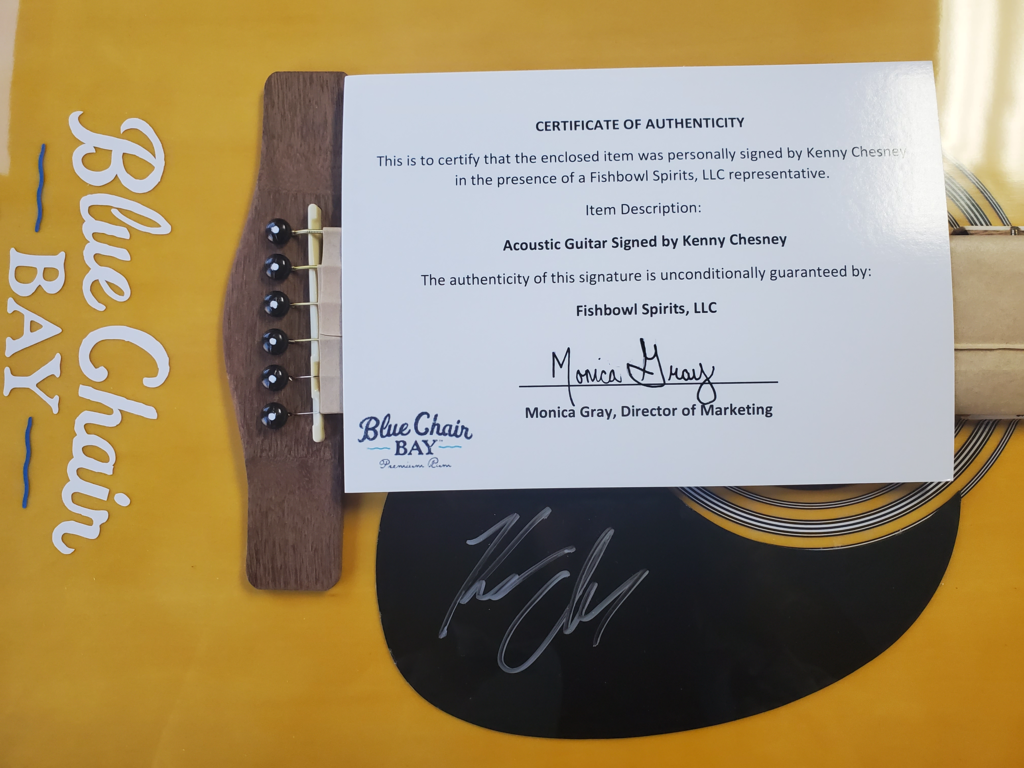 Blue Chair
BAY
CERTIFICATE OF AUTHENTICITY
This is to certify that the enclosed item was personally signed by Kenny Chesney
in the presence of a Fishbowl Spirits, LLC representative.
Item Description:
Acoustic Guitar Signed by Kenny Chesney
The authenticity of this signature is unconditionally guaranteed by:
Fishbowl Spirits, LLC
Monica Gray
Monica Gray, Director of Marketing
Blue Chair
BAY™
Premium Rum